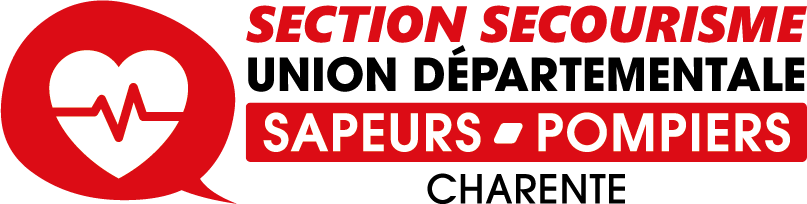 SECTION SECOURISME
UNION DÉPARTEMENTALE
SAPEURS-POMPIERS
CHARENTE